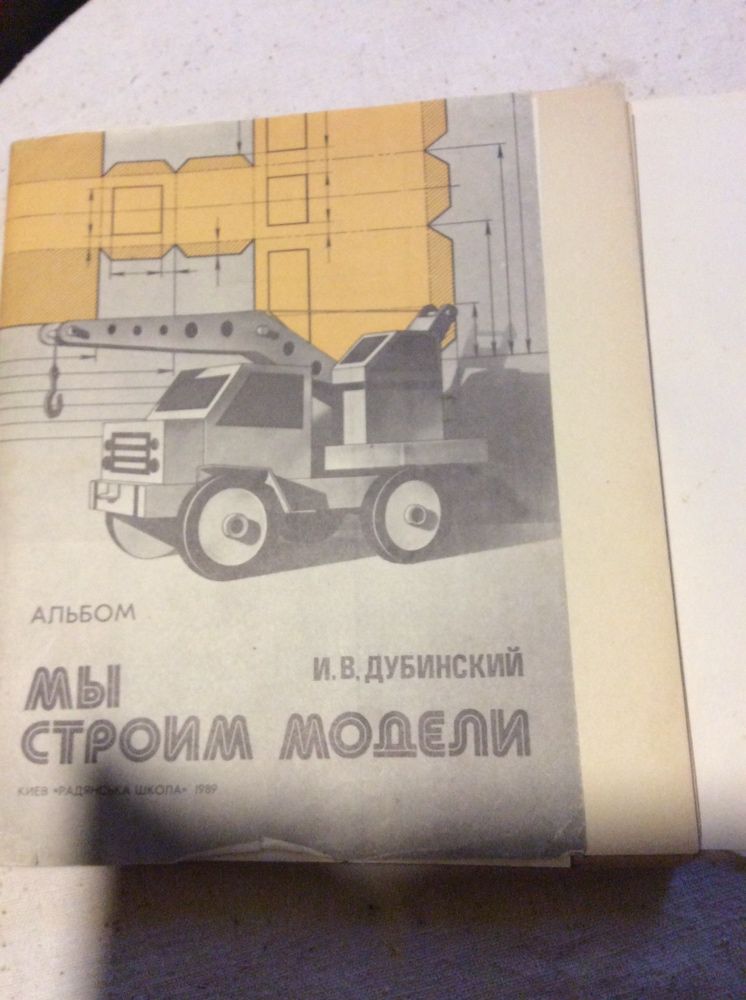 АЛЬБОМ
И.В. ДУБИНСКИЙ
МЫ
СТРОИМ МОДЕЛИ
КИЕВ «РАДЯНСЬКА ШКОЛА» 1989